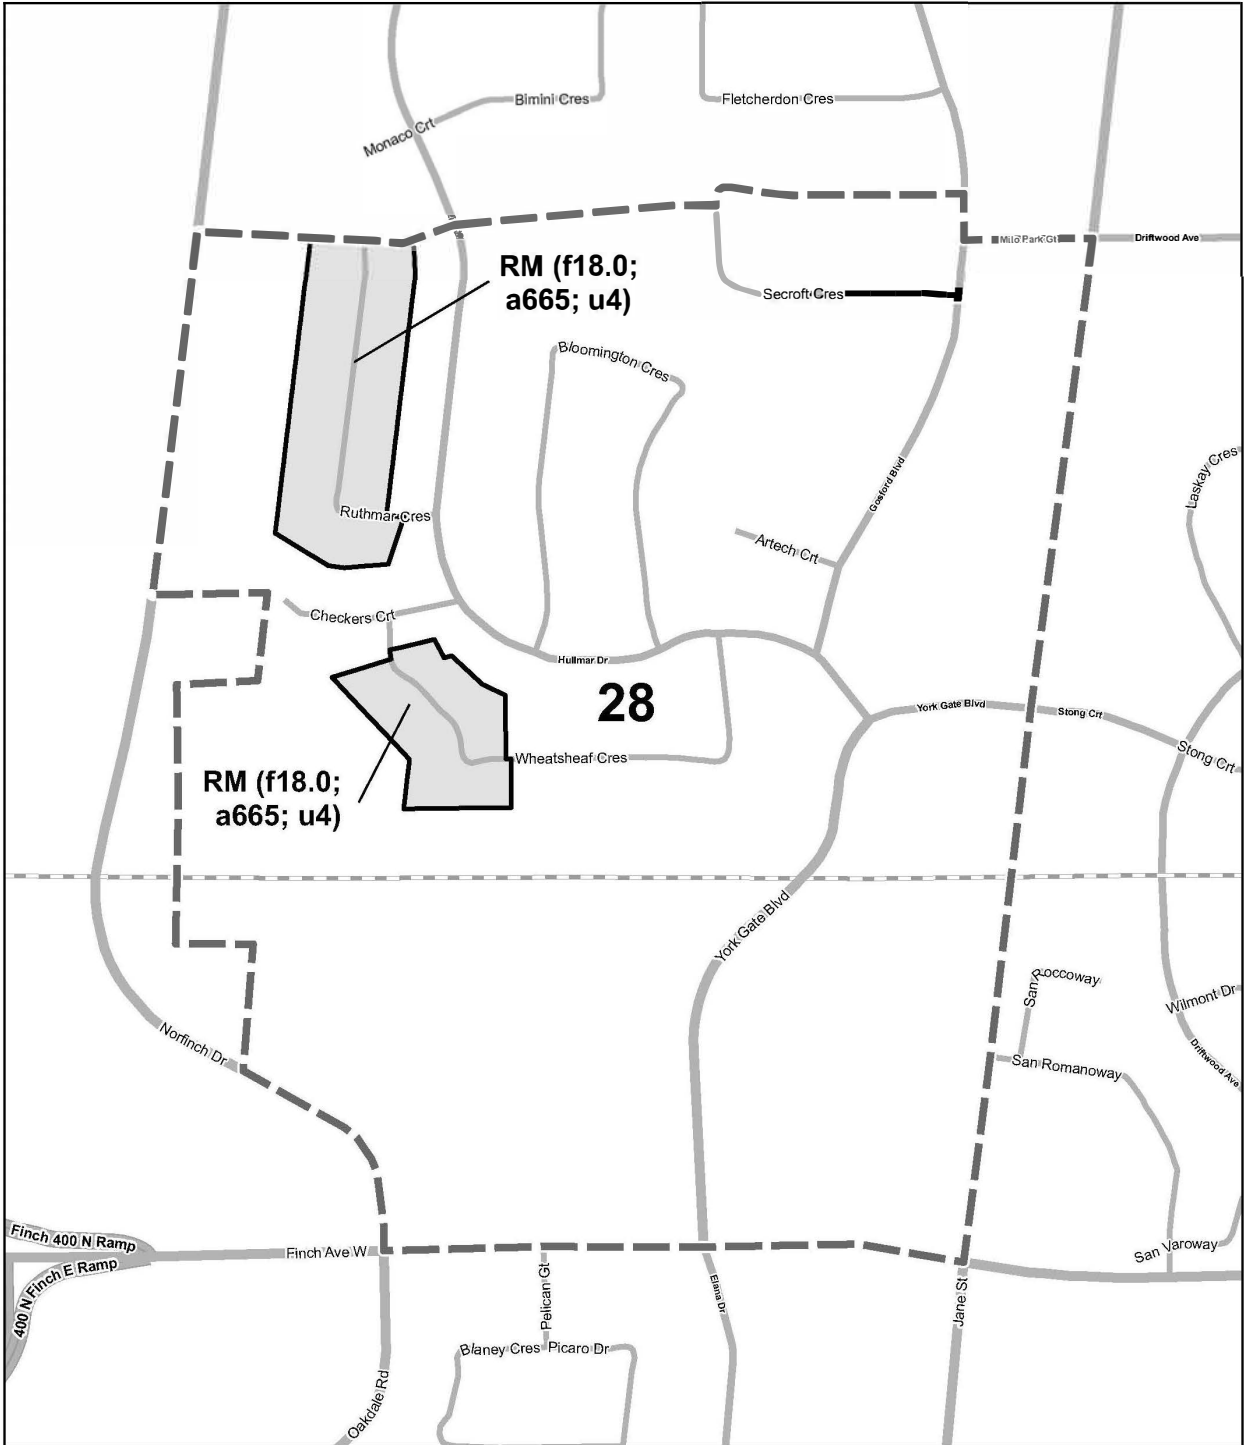 Bimini Cres
Fletcherdon Cres
Monaco Crt
Milo Park Gt
Driftwood Ave
RM (f18.0;
a665; u4)
Secroft Cres
Bloomington Cres
Laskay Cres
Gosford Blvd
Ruthmar Cres
Artech Crt
Checkers Crt
Hullmar Dr
28
York Gate Blvd
Stong Crt
Stong Crt
Wheatsheaf Cres
RM (f18.0;
a665; u4)
York Gate Blvd
San Roccoway
Wilmont Dr
Norfinch Dr
San Romanoway
Driftwood Ave
Finch 400 N Ramp
Finch Ave W
400 N Finch E Ramp
San Varoway
Pelican Gt
Elana Dr
Jane St
Blaney Cres
Picaro Dr
Oakdale Rd